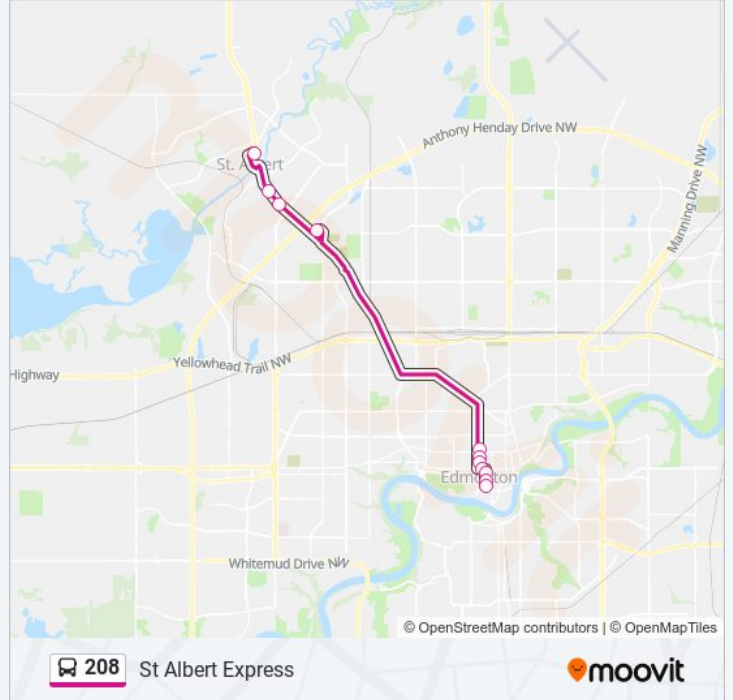 Anthony Henday Drive NW
St. Albert
Manning Drive NW
Yellowhead Trail NW
Highway
Edmonton
Whitemud Drive NW
© OpenStreetMap contributors | © OpenMapTiles
208 St Albert Express
moovit